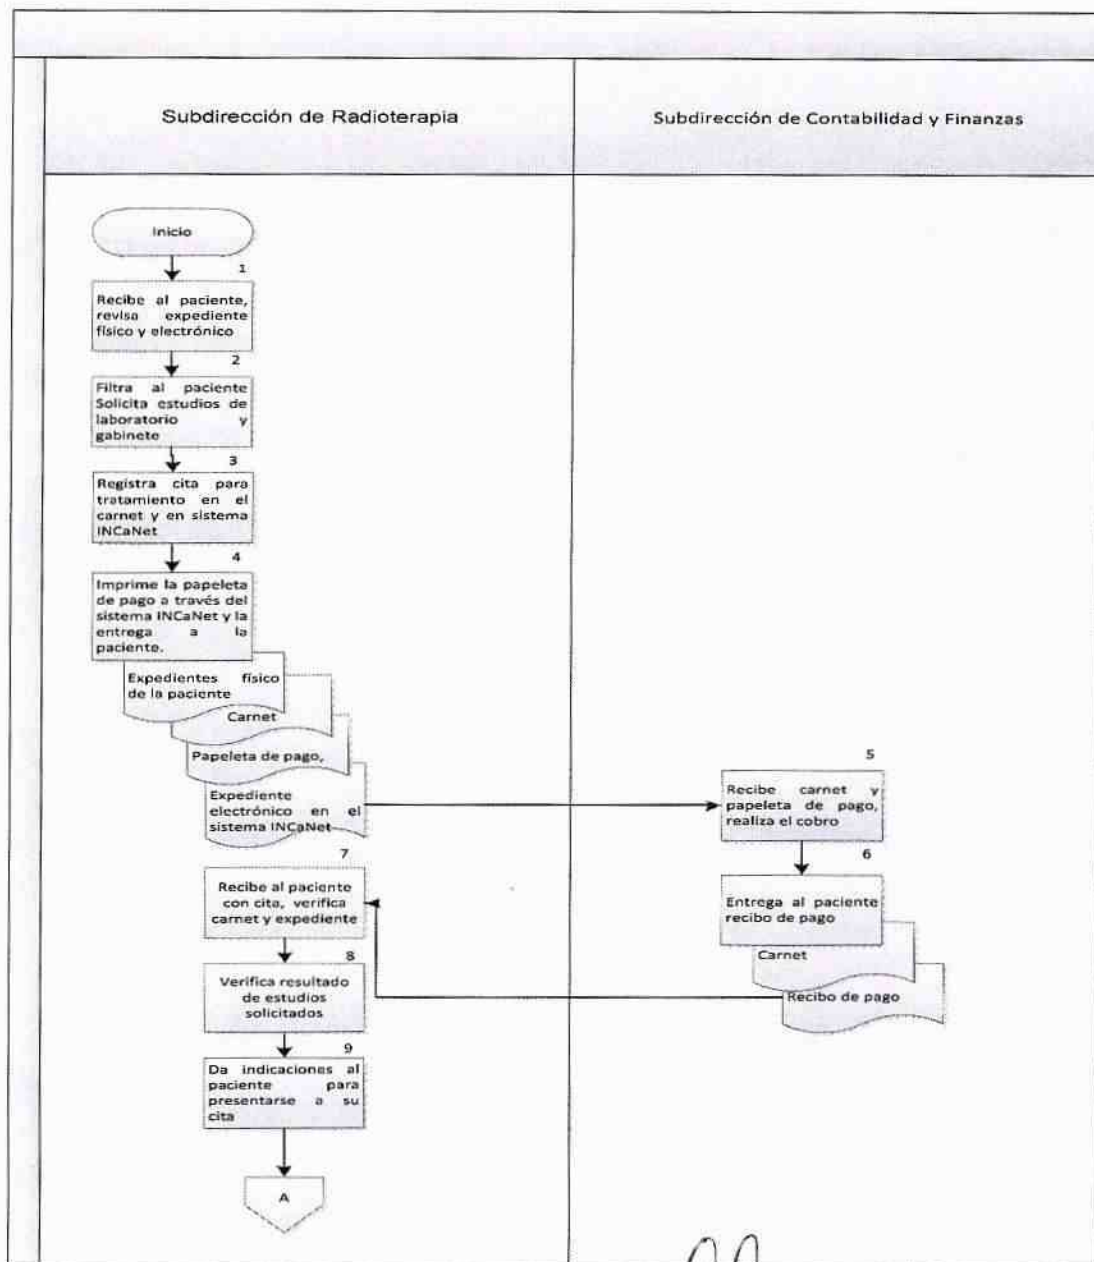 Subdirección de Radioterapia
Subdirección de Contabilidad y Finanzas
Inicio
1
Recibe al paciente,
revisa expediente
físico y electrónico
2
Filtra al paciente
Solicita estudios de
laboratorio y
gabinete
3
Registra cita para
tratamiento en el
carnet y en sistema
INCaNet
4
Imprime la papeleta
de pago a través del
sistema INCaNet y la
entrega a la
paciente.
Expedientes físico
de la paciente
Carnet
Papeleta de pago,
Expediente
electrónico en el
sistema INCaNet
5
Recibe carnet y
papeleta de pago,
realiza el cobro
6
Entrega al paciente
recibo de pago
Carnet
Recibo de pago
7
Recibe al paciente
con cita, verifica
carnet y expediente
8
Verifica resultado
de estudios
solicitados
9
Da indicaciones al
paciente para
presentarse a su
cita
A